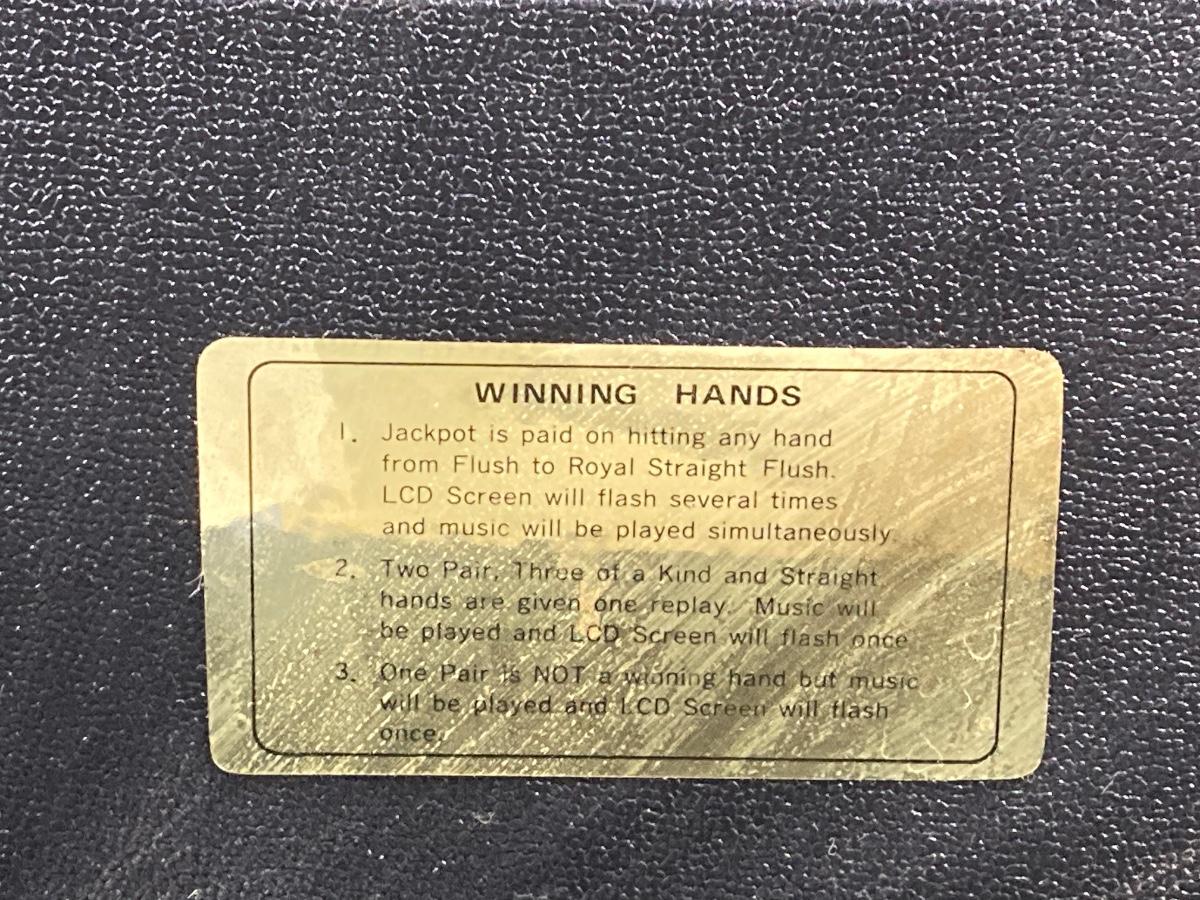 WINNING HANDS
1. Jackpot is paid on hitting any hand
from Flush to Royal Straight Flush.
LCD Screen will flash several times
and music will be played simultaneously.
2. Two Pair, Three of a Kind and Straight
hands are given one replay. Music will
be played and LCD Screen will flash once
3. One Pair is NOT a winning hand but music
will be played and LCD Screen will flash
once.